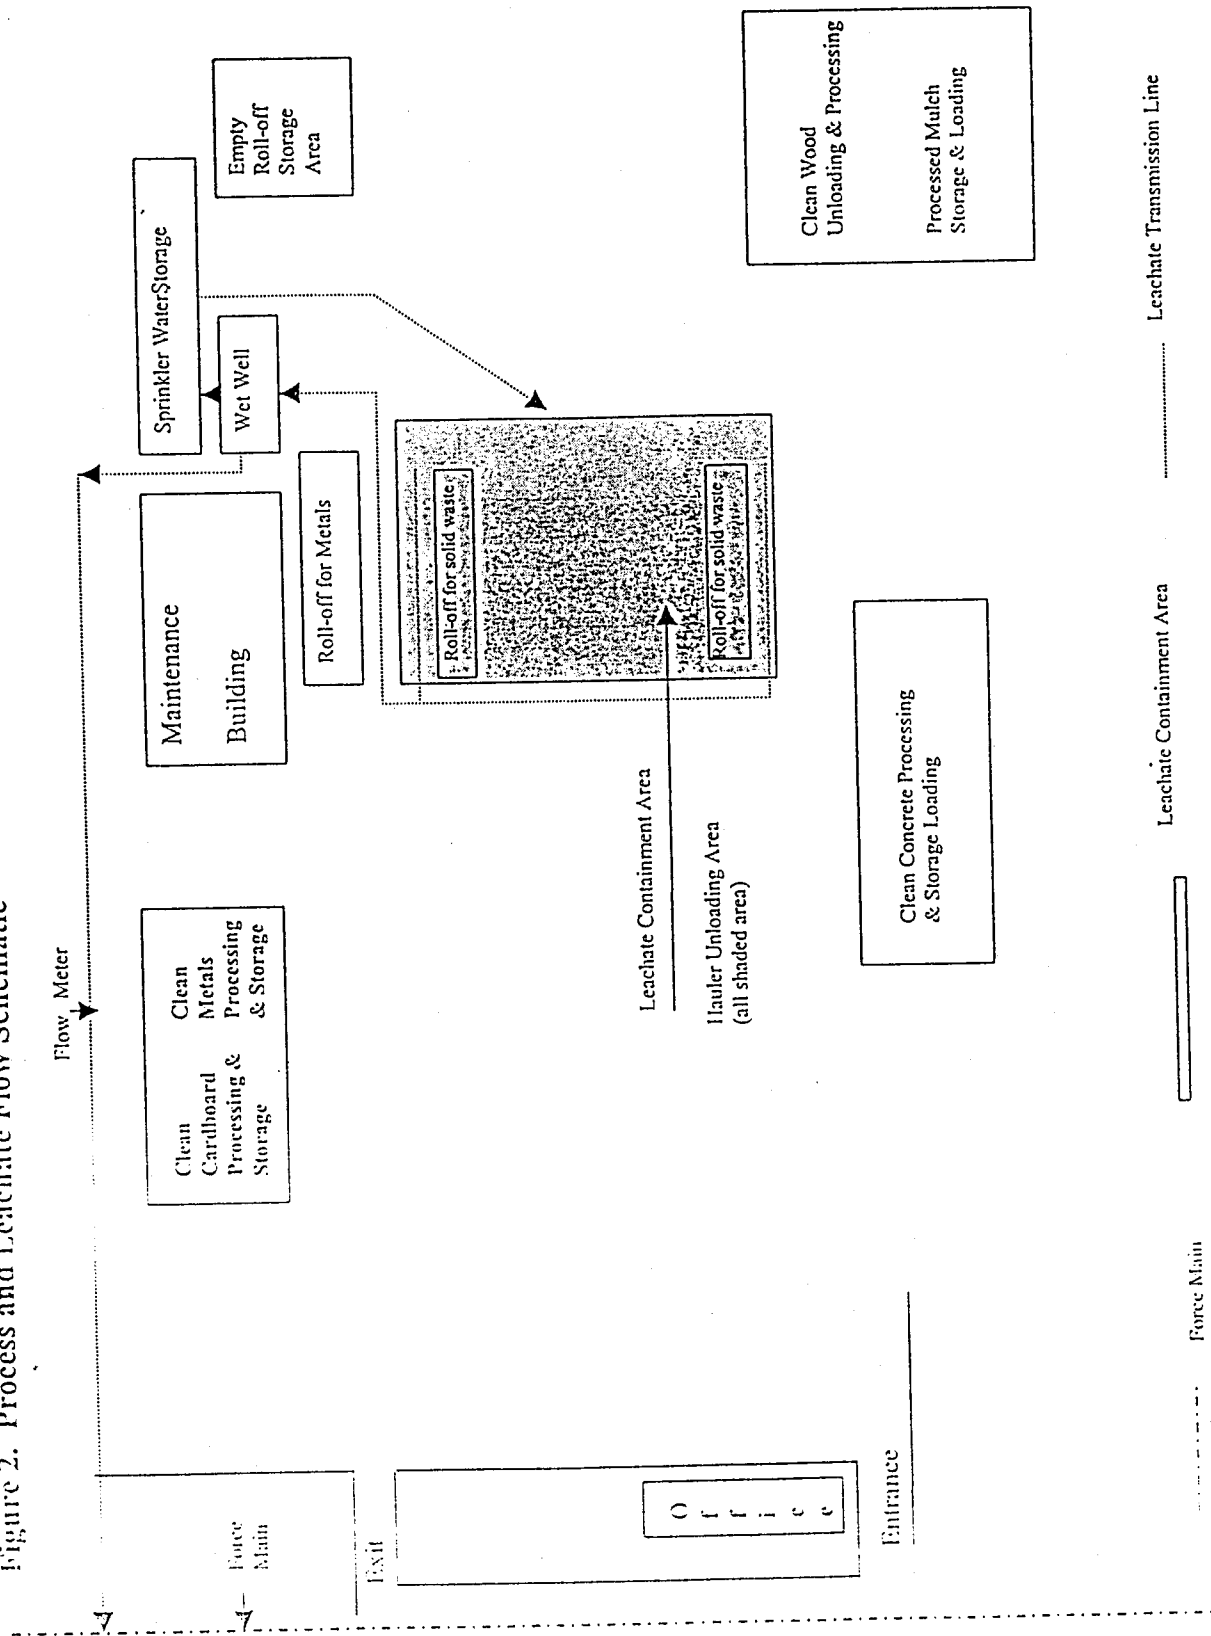 Figure 2. Process and Leachate Flow Schematic
Flow Meter
Sprinkler WaterStorage
Wet Well
Empty
Roll-off
Storage
Area
Maintenance
Building
Roll-off for Metals
Clean
Cardboard
Processing &
Storage
Clean
Metals
Processing
& Storage
Force
Main
Exit
Office
Entrance
Roll-off for solid waste
Roll-off for solid waste
Leachate Containment Area
Hauler Unloading Area
(all shaded area)
Clean Wood
Unloading & Processing
Processed Mulch
Storage & Loading
Clean Concrete Processing
& Storage Loading
Force Main
Leachate Containment Area
Leachate Transmission Line